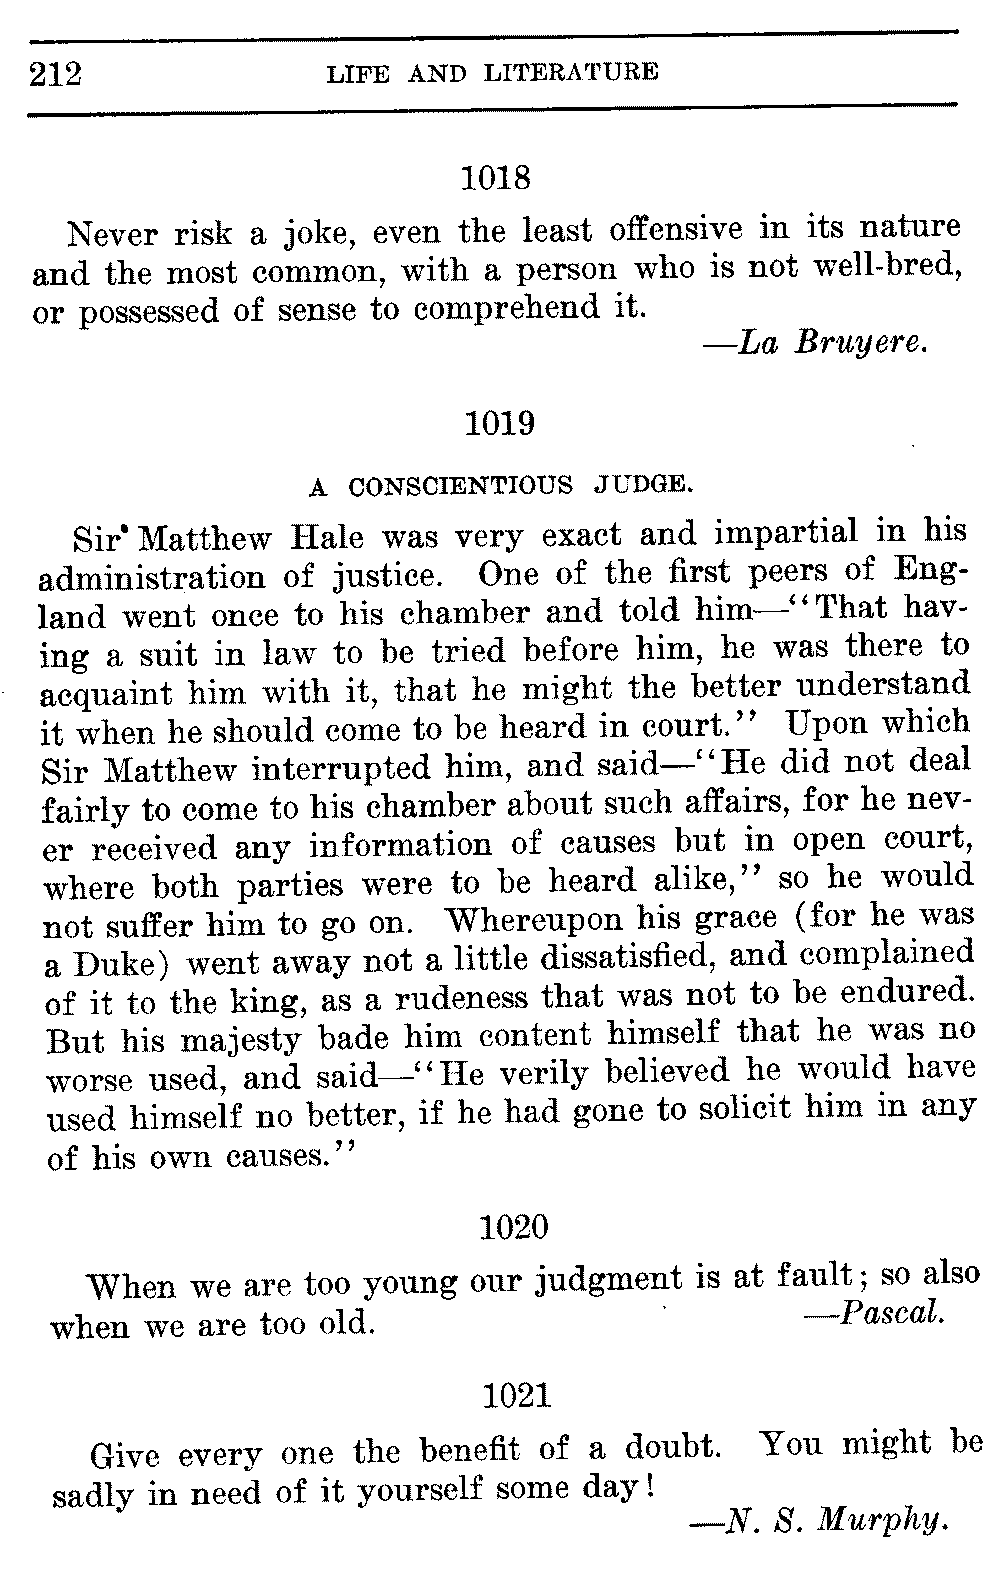 212 LIFE AND LITERATURE
1018
Never risk a joke, even the least offensive in its nature
and the most common, with a person who is not well-bred,
or possessed of sense to comprehend it.
—La Bruyere.
1019
A CONSCIENTIOUS JUDGE.
Sir Matthew Hale was very exact and impartial in his
administration of justice. One of the first peers of Eng-
land went once to his chamber and told him—"That hav-
ing a suit in law to be tried before him, he was there to
acquaint him with it, that he might the better understand
it when he should come to be heard in court." Upon which
Sir Matthew interrupted him, and said—"He did not deal
fairly to come to his chamber about such affairs, for he nev-
er received any information of causes but in open court,
where both parties were to be heard alike," so he would
not suffer him to go on. Whereupon his grace (for he was
a Duke) went away not a little dissatisfied, and complained
of it to the king, as a rudeness that was not to be endured.
But his majesty bade him content himself that he was no
worse used, and said—"He verily believed he would have
used himself no better, if he had gone to solicit him in any
of his own causes."
1020
When we are too young our judgment is at fault; so also
when we are too old. —Pascal.
1021
Give every one the benefit of a doubt. You might be
sadly in need of it yourself some day!
—N. S. Murphy.